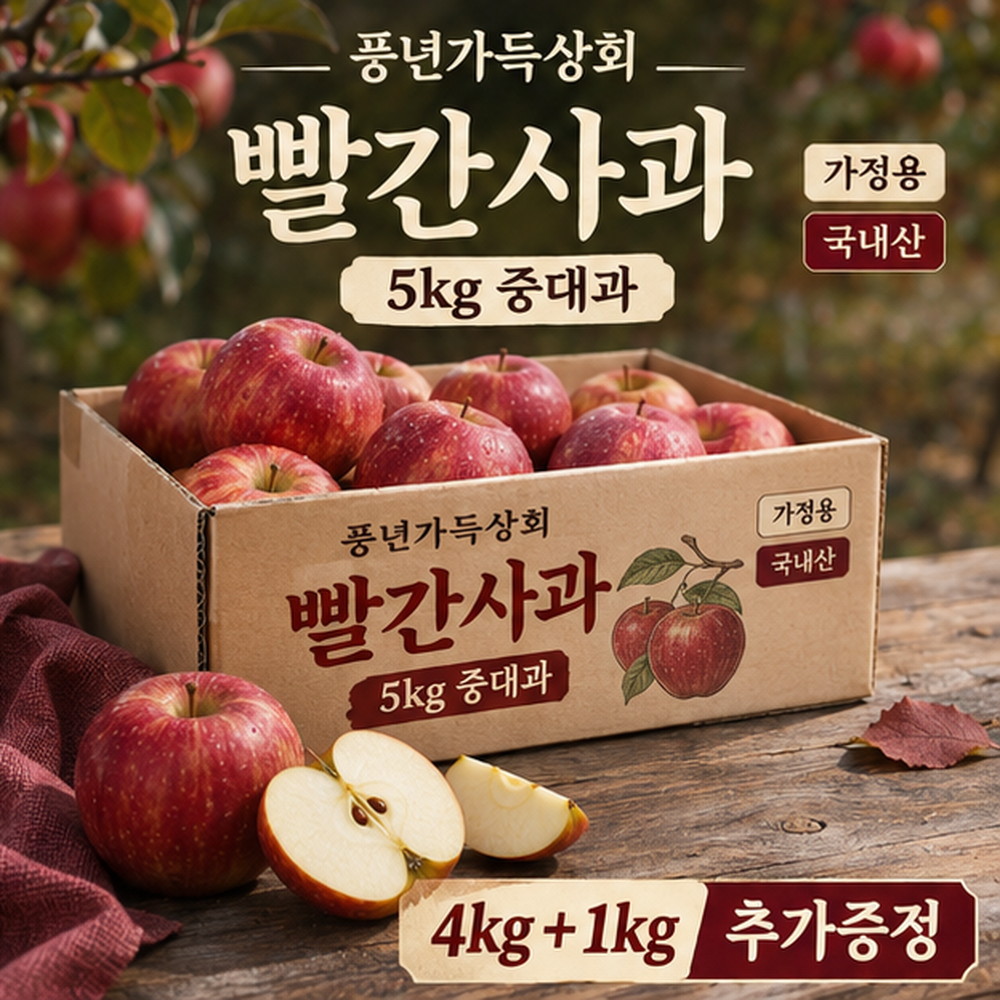 풍년가득상회
빨간사과
가정용
국내산
5kg 중대과
풍년가득상회
빨간사과
5kg 중대과
가정용
국내산
4kg + 1kg 추가증정